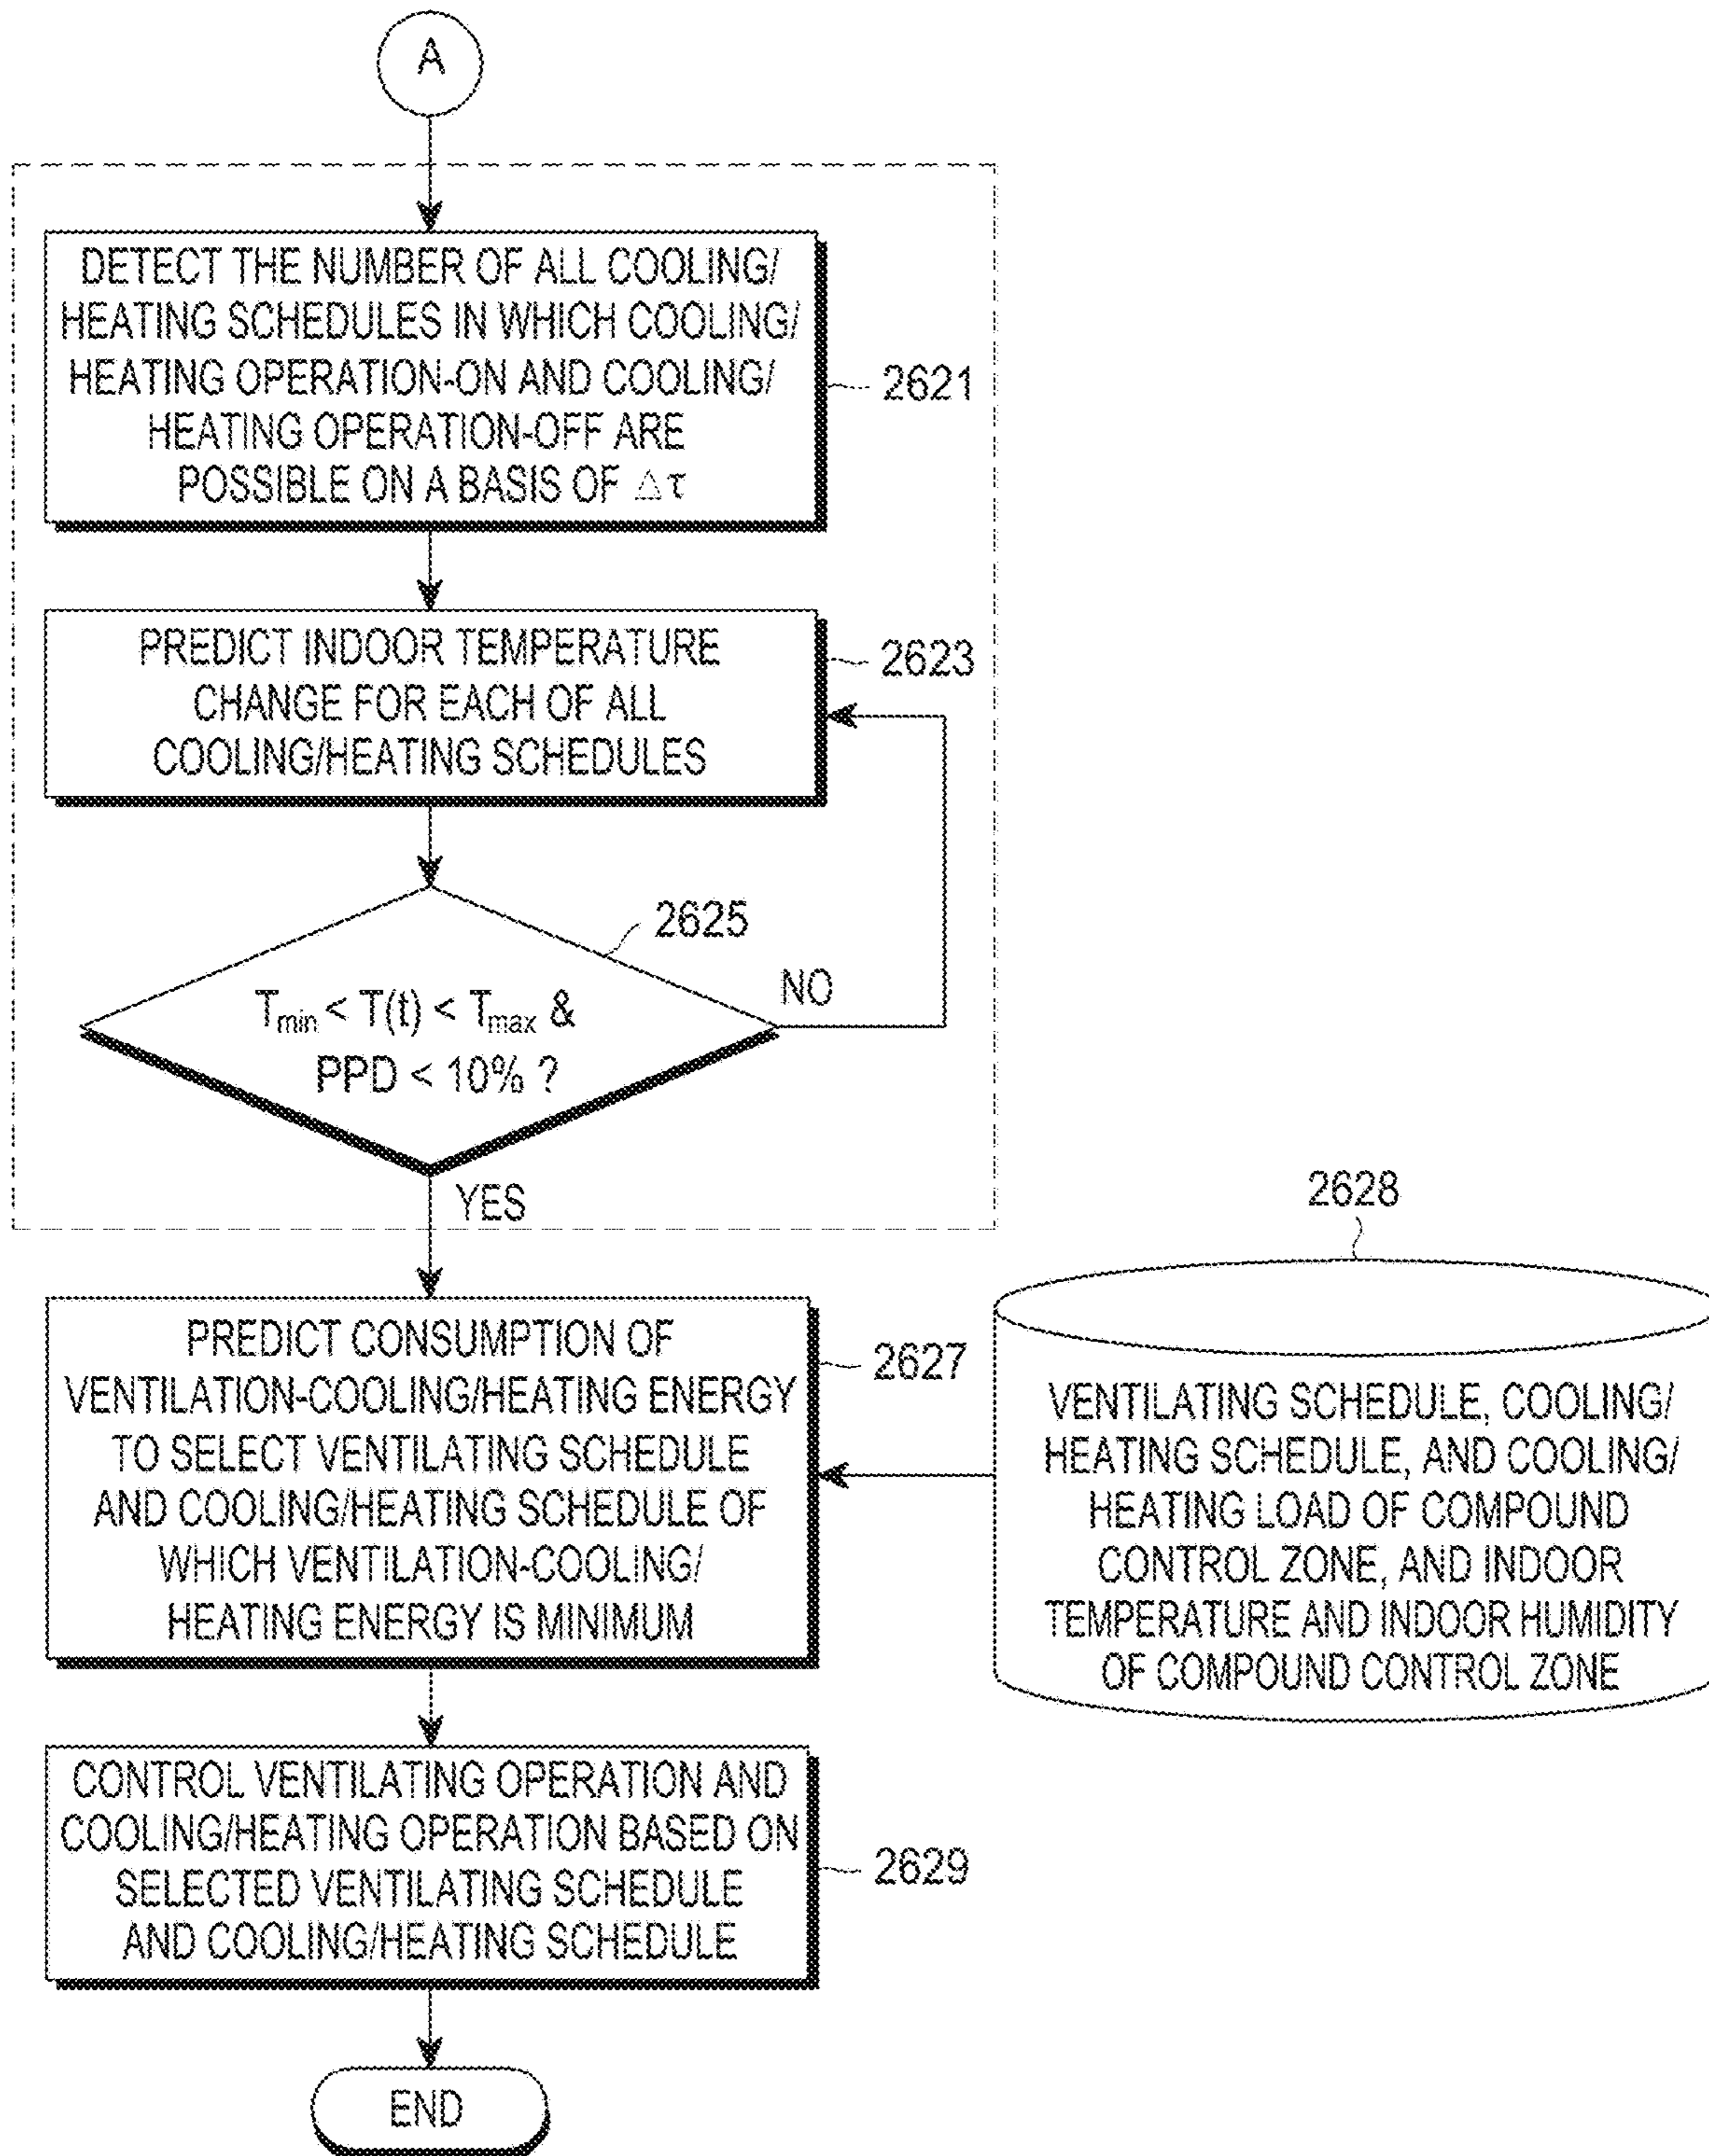 A
DETECT THE NUMBER OF ALL COOLING/
HEATING SCHEDULES IN WHICH COOLING/
HEATING OPERATION-ON AND COOLING/
HEATING OPERATION-OFF ARE
POSSIBLE ON A BASIS OF △τ
2621
PREDICT INDOOR TEMPERATURE
CHANGE FOR EACH OF ALL
COOLING/HEATING SCHEDULES
2623
2625
T_min < T(t) < T_max &
PPD < 10% ?
NO
YES
2628
PREDICT CONSUMPTION OF
VENTILATION-COOLING/HEATING ENERGY
TO SELECT VENTILATING SCHEDULE
AND COOLING/HEATING SCHEDULE OF
WHICH VENTILATION-COOLING/
HEATING ENERGY IS MINIMUM
2627
VENTILATING SCHEDULE, COOLING/
HEATING SCHEDULE, AND COOLING/
HEATING LOAD OF COMPOUND
CONTROL ZONE, AND INDOOR
TEMPERATURE AND INDOOR HUMIDITY
OF COMPOUND CONTROL ZONE
CONTROL VENTILATING OPERATION AND
COOLING/HEATING OPERATION BASED ON
SELECTED VENTILATING SCHEDULE
AND COOLING/HEATING SCHEDULE
2629
END